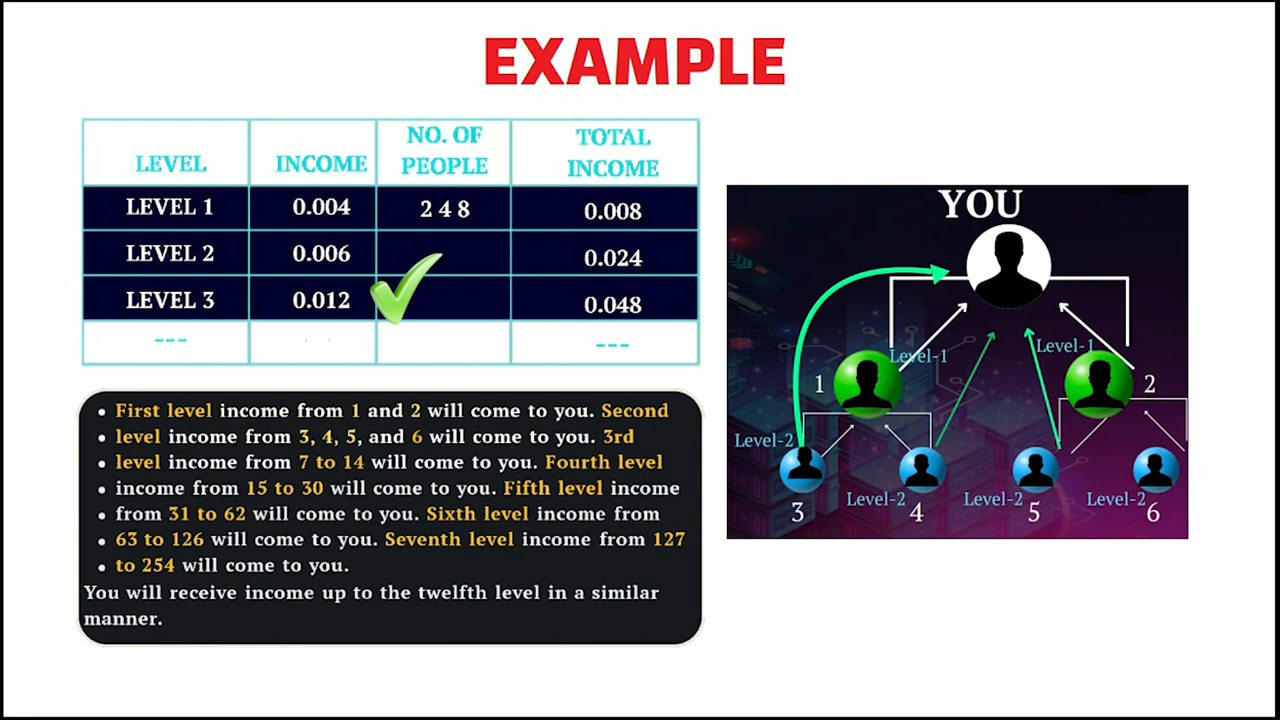 EXAMPLE
LEVEL INCOME NO. OF PEOPLE TOTAL INCOME
LEVEL 1 0.004 2 4 8 0.008
LEVEL 2 0.006 0.024
LEVEL 3 0.012 0.048
--- ---
• First level income from 1 and 2 will come to you. Second
• level income from 3, 4, 5, and 6 will come to you. 3rd
• level income from 7 to 14 will come to you. Fourth level
• income from 15 to 30 will come to you. Fifth level income
• from 31 to 62 will come to you. Sixth level income from
• 63 to 126 will come to you. Seventh level income from 127
• to 254 will come to you.
You will receive income up to the twelfth level in a similar
manner.
YOU
Level-1 Level-1
1 2
Level-2 Level-2 Level-2 Level-2
3 4 5 6